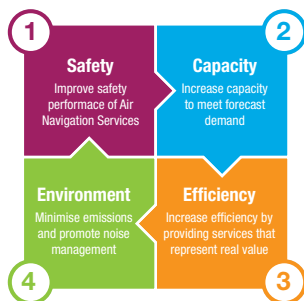 1
Safety
Improve safety
performace of Air
Navigation Services
2
Capacity
Increase capacity
to meet forecast
demand
Environment
Minimise emissions
and promote noise
management
4
Efficiency
Increase efficiency by
providing services that
represent real value
3